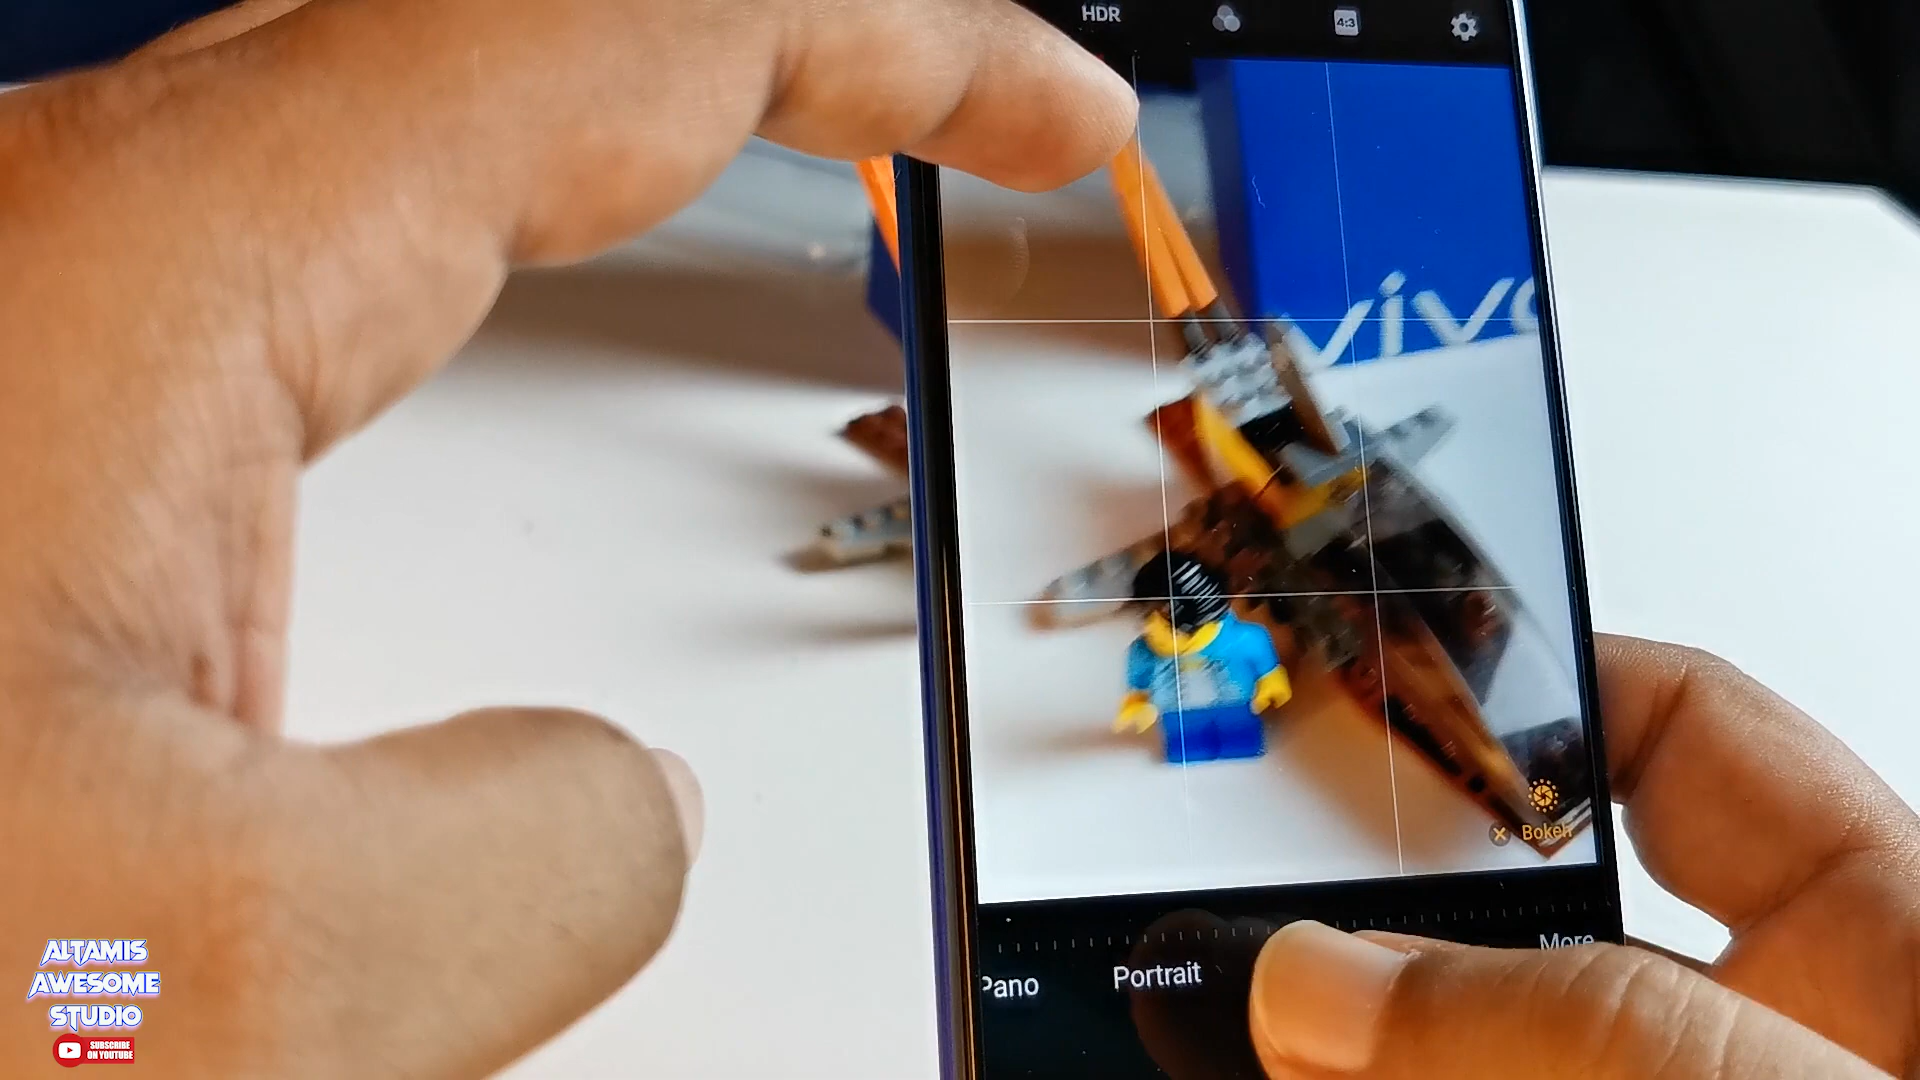 HDR
4:3
vivo
Bokeh
More
Pano
Portrait
ALTAMIS
AWESOME
STUDIO
SUBSCRIBE
ON YOUTUBE